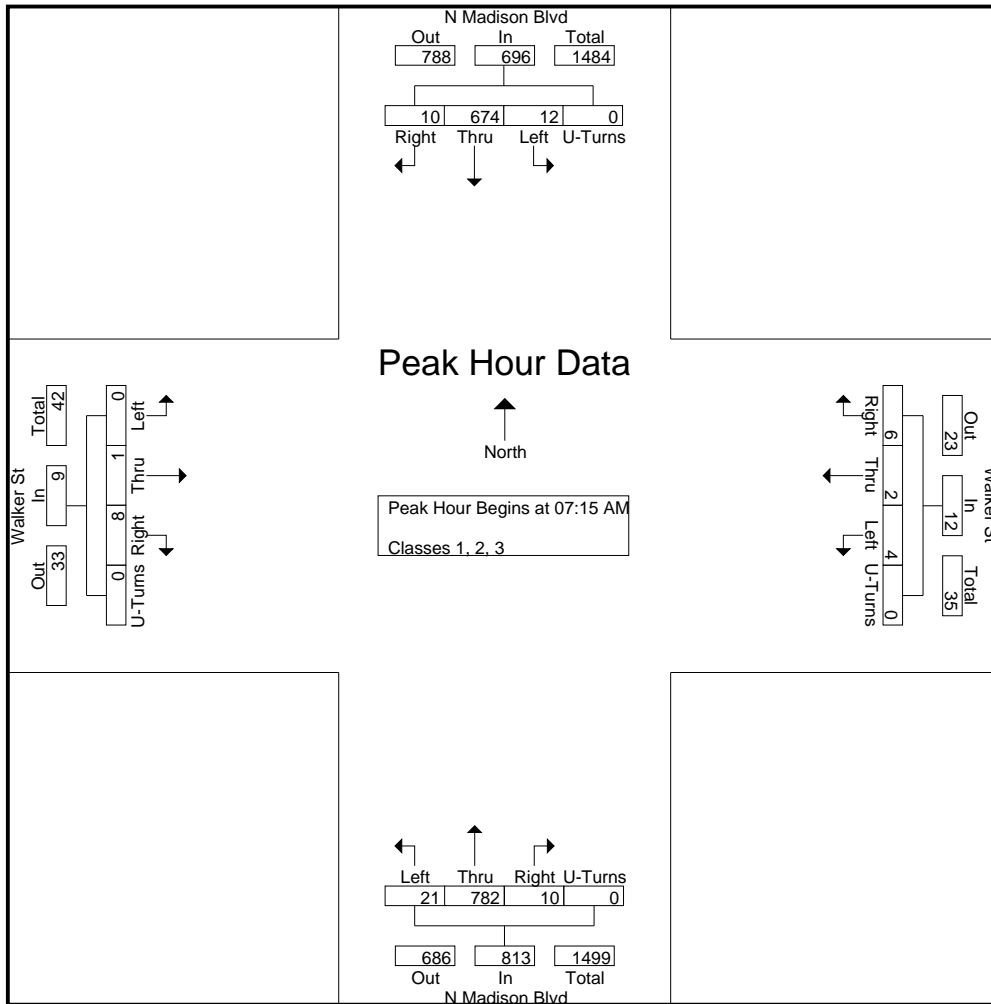 N Madison Blvd
Out In Total
788 696 1484
10 674 12 0
Right Thru Left U-Turns
Peak Hour Data
North
Peak Hour Begins at 07:15 AM
Classes 1, 2, 3
Walker St
Total In Out
42 9 33
0 1 8 0
Left Thru Right U-Turns
Right Thru Left U-Turns
6 2 4 0
Out In Total
23 12 35
Walker St
Left Thru Right U-Turns
21 782 10 0
686 813 1499
Out In Total
N Madison Blvd